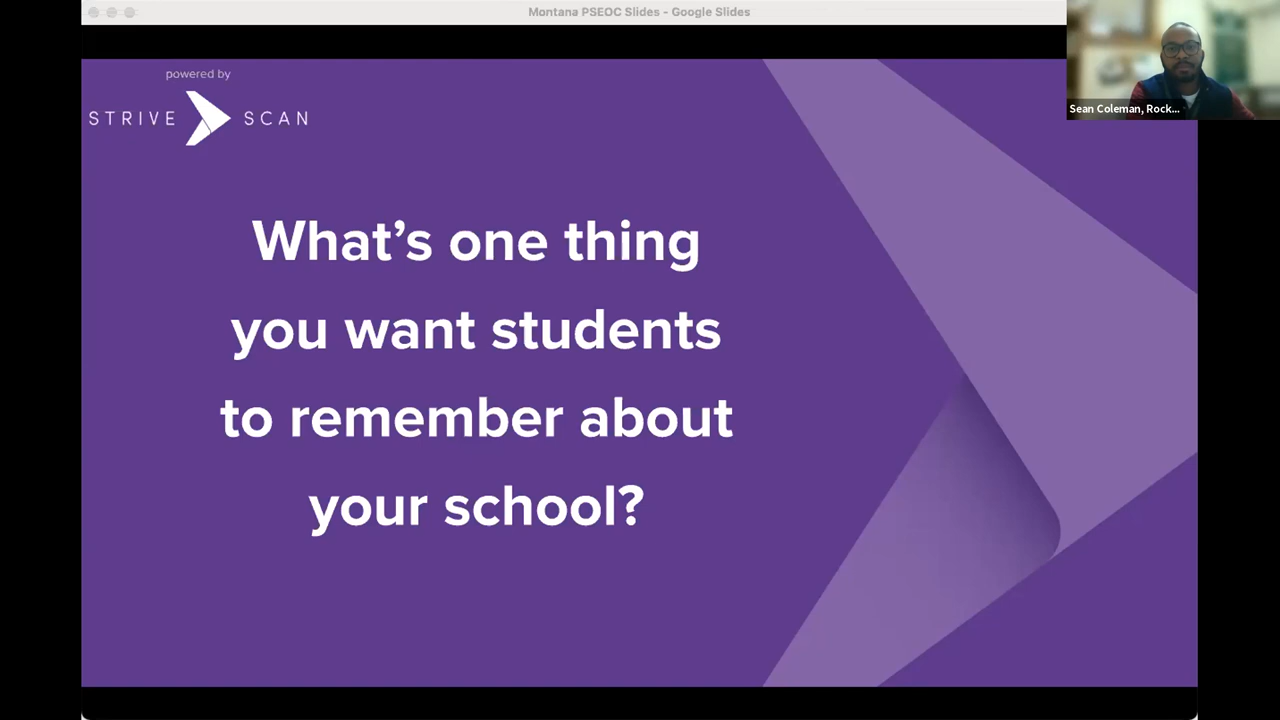 Montana PSEOC Slides - Google Slides
powered by
STRIVE SCAN
Sean Coleman, Rock...
What's one thing
you want students
to remember about
your school?